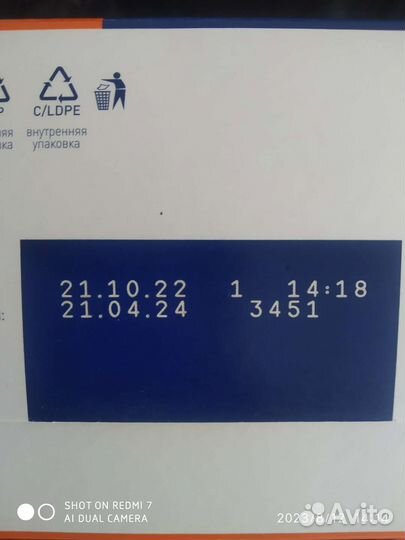 C/LDPE
внутренняя
упаковка
21.10.22 1 14:18
21.04.24 3451
SHOT ON REDMI 7
AI DUAL CAMERA
Avito